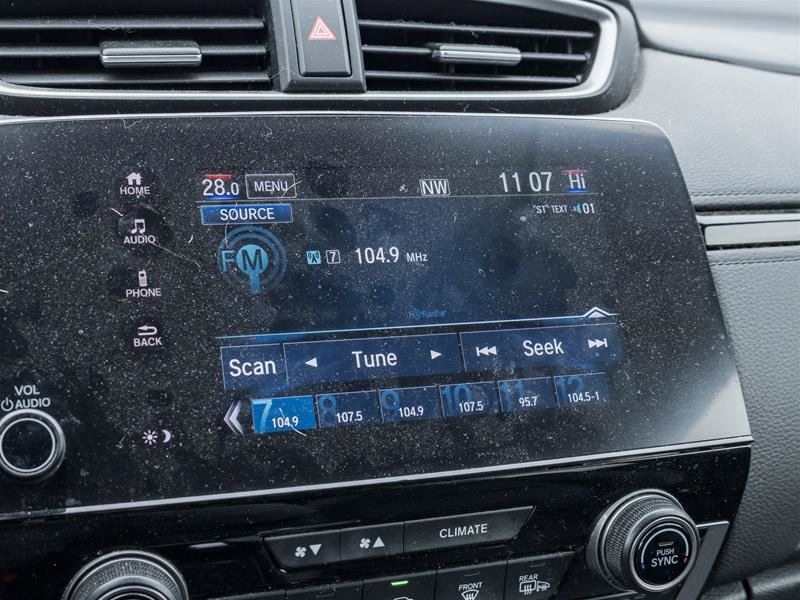 HOME
28.0 MENU NW 11 07 Hi
SOURCE
"ST" TEXT 01
AUDIO
FM 7 104.9 MHz
PHONE
HD Radio
BACK
Scan Tune Seek
VOL
AUDIO
7 104.9 8 107.5 9 104.9 10 107.5 11 95.7 12 104.5-1
CLIMATE
PUSH
SYNC
FRONT
REAR